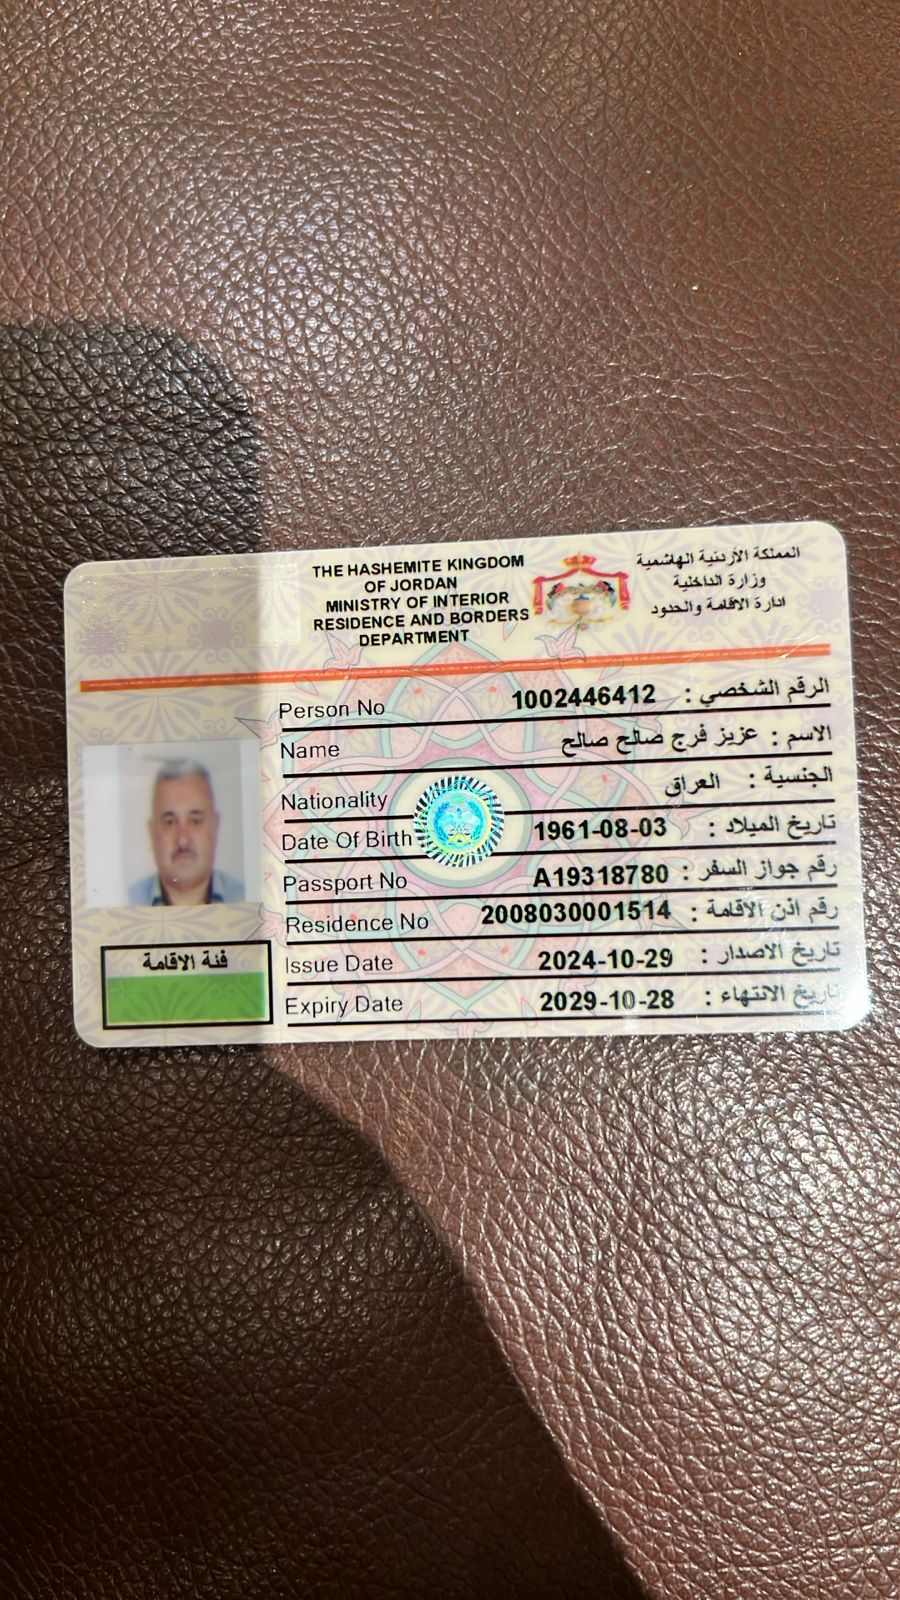 THE HASHEMITE KINGDOM
OF JORDAN
MINISTRY OF INTERIOR
RESIDENCE AND BORDERS
DEPARTMENT
المملكة الأردنية الهاشمية
وزارة الداخلية
ادارة الاقامة والحدود
Person No 1002446412 الرقم الشخصي :
Name الاسم : عزيز فرج صالح صالح
Nationality الجنسية : العراق
Date Of Birth 1961-08-03 تاريخ الميلاد :
Passport No A19318780 رقم جواز السفر :
Residence No 2008030001514 رقم اذن الاقامة :
Issue Date 2024-10-29 تاريخ الاصدار :
Expiry Date 2029-10-28 تاريخ الانتهاء :
فئة الاقامة